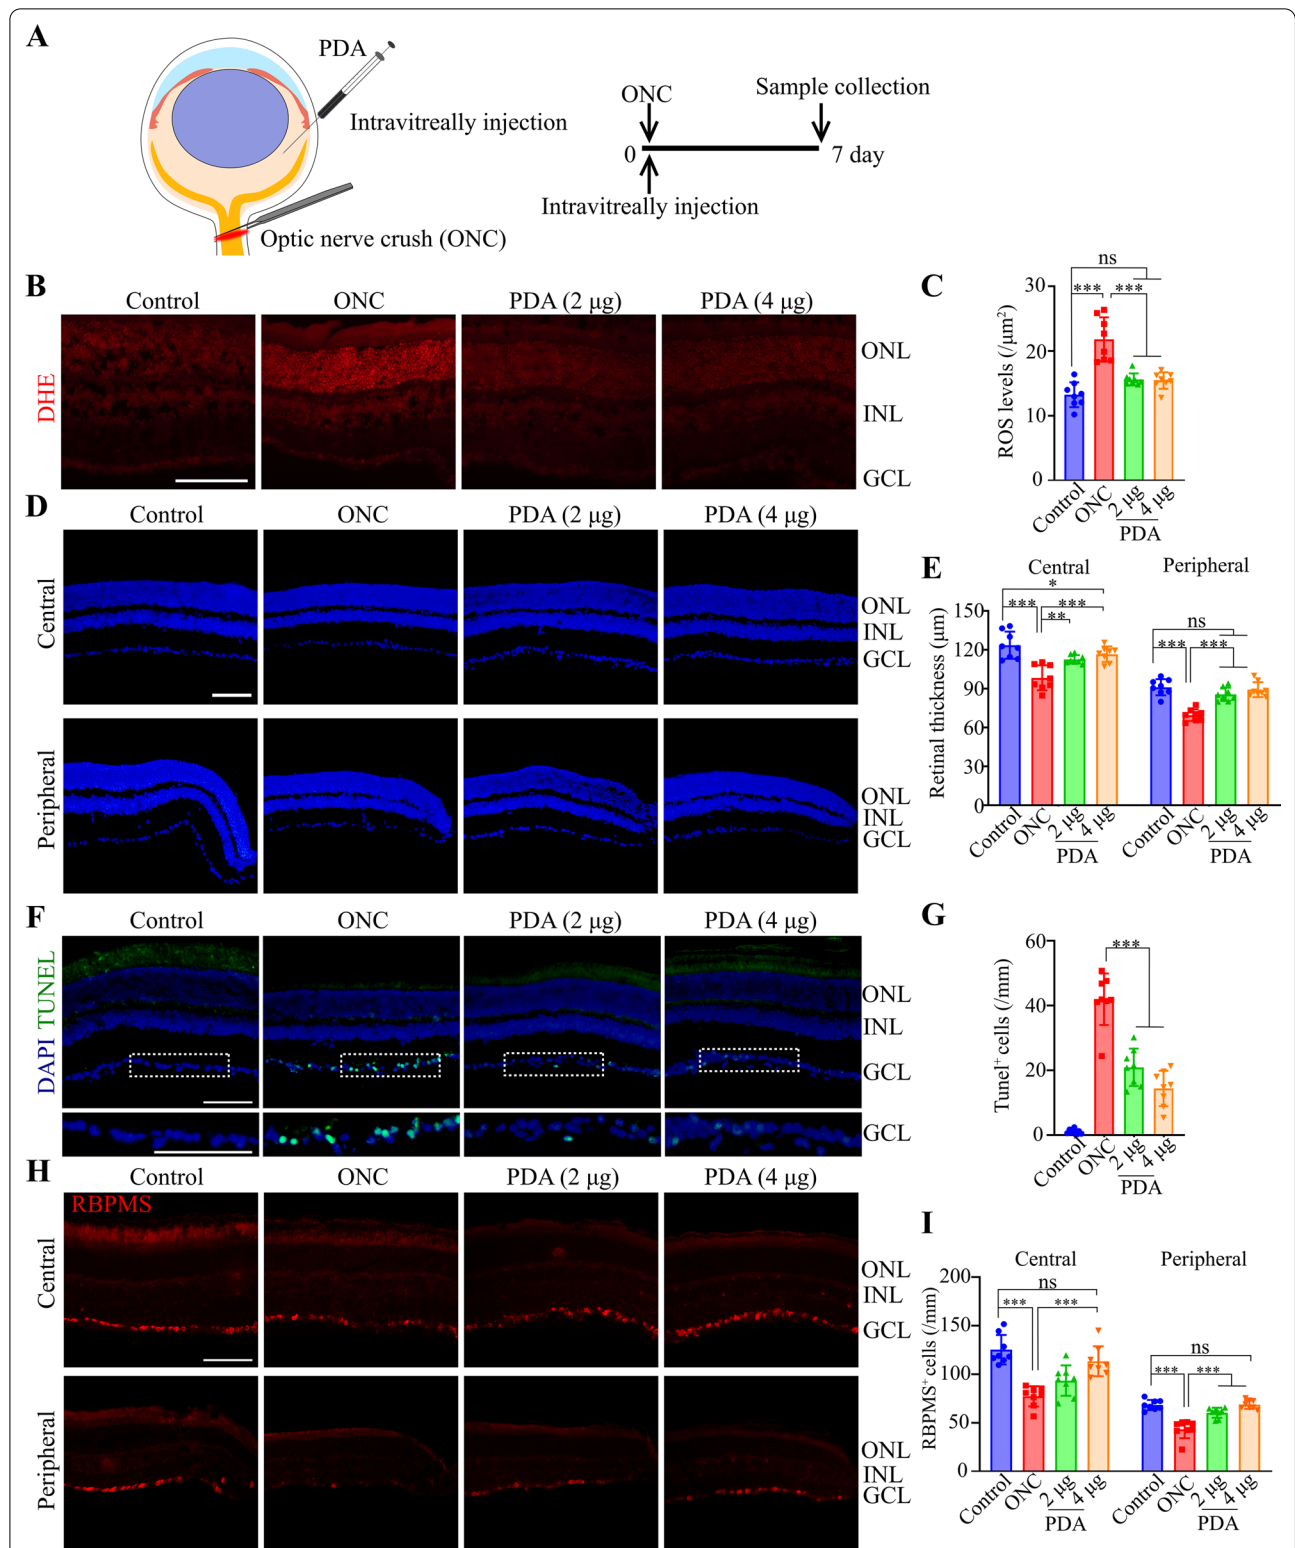 A
PDA
Intravitreally injection
Optic nerve crush (ONC)
ONC
Sample collection
0
7 day
Intravitreally injection
B
Control
ONC
PDA (2 μg)
PDA (4 μg)
DHE
ONL
INL
GCL
C
ns
*** ***
ROS levels (/μm²)
30
20
10
0
Control
ONC
2 μg
4 μg
PDA
D
Control
ONC
PDA (2 μg)
PDA (4 μg)
Central
ONL
INL
GCL
Peripheral
ONL
INL
GCL
E
Central
Peripheral
*
*** ***
**
ns
*** ***
Retinal thickness (μm)
150
120
90
60
30
0
Control
ONC
2 μg
4 μg
PDA
Control
ONC
2 μg
4 μg
PDA
F
Control
ONC
PDA (2 μg)
PDA (4 μg)
DAPI TUNEL
ONL
INL
GCL
GCL
G
***
Tunel⁺ cells (/mm)
60
40
20
0
Control
ONC
2 μg
4 μg
PDA
H
Control
ONC
PDA (2 μg)
PDA (4 μg)
RBPMS
Central
ONL
INL
GCL
Peripheral
ONL
INL
GCL
I
Central
Peripheral
ns
*** ***
ns
*** ***
RBPMS⁺ cells (/mm)
200
150
100
50
0
Control
ONC
2 μg
4 μg
PDA
Control
ONC
2 μg
4 μg
PDA